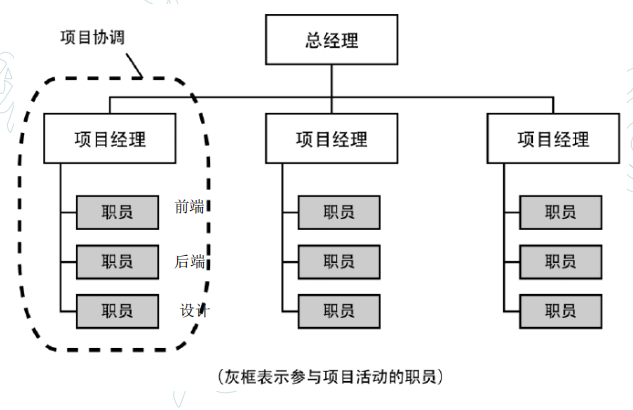 项目协调
总经理
项目经理 项目经理 项目经理
职员 前端 职员 职员
职员 后端 职员 职员
职员 设计 职员 职员
（灰框表示参与项目活动的职员）